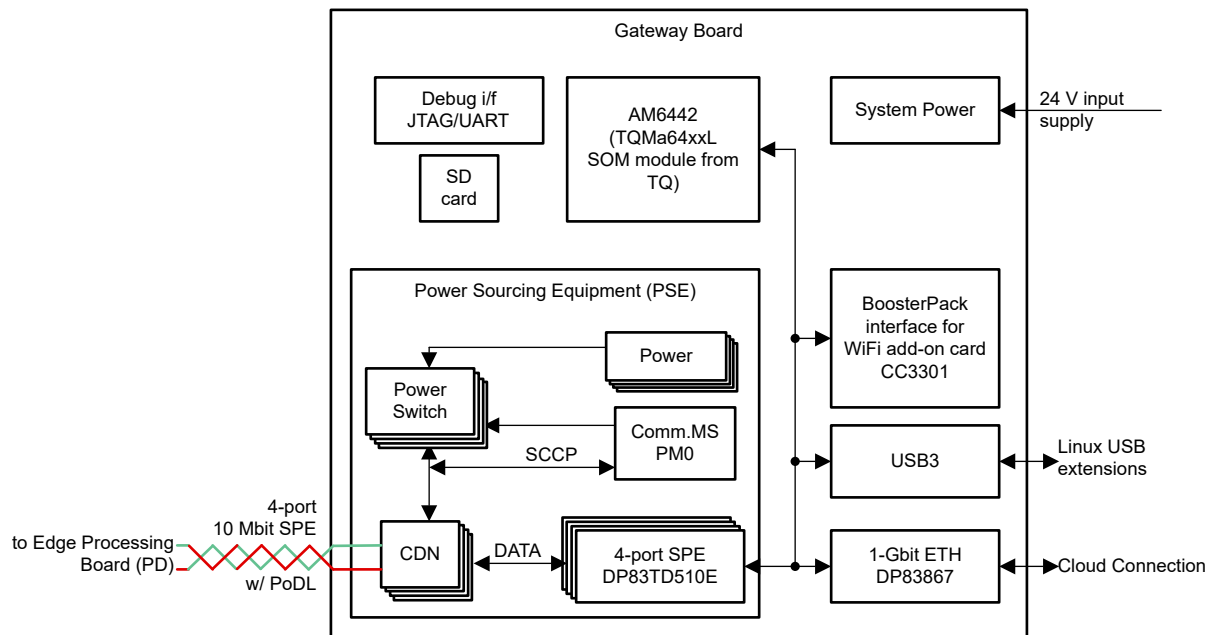 Gateway Board
Debug i/f
JTAG/UART
AM6442
(TQMa64xxL
SOM module from
TQ)
System Power
24 V input
supply
SD
card
Power Sourcing Equipment (PSE)
BoosterPack
interface for
WiFi add-on card
CC3301
Power
Power
Switch
Comm.MS
PM0
SCCP
USB3
Linux USB
extensions
4-port
10 Mbit SPE
to Edge Processing
Board (PD)
w/ PoDL
CDN
DATA
4-port SPE
DP83TD510E
1-Gbit ETH
DP83867
Cloud Connection